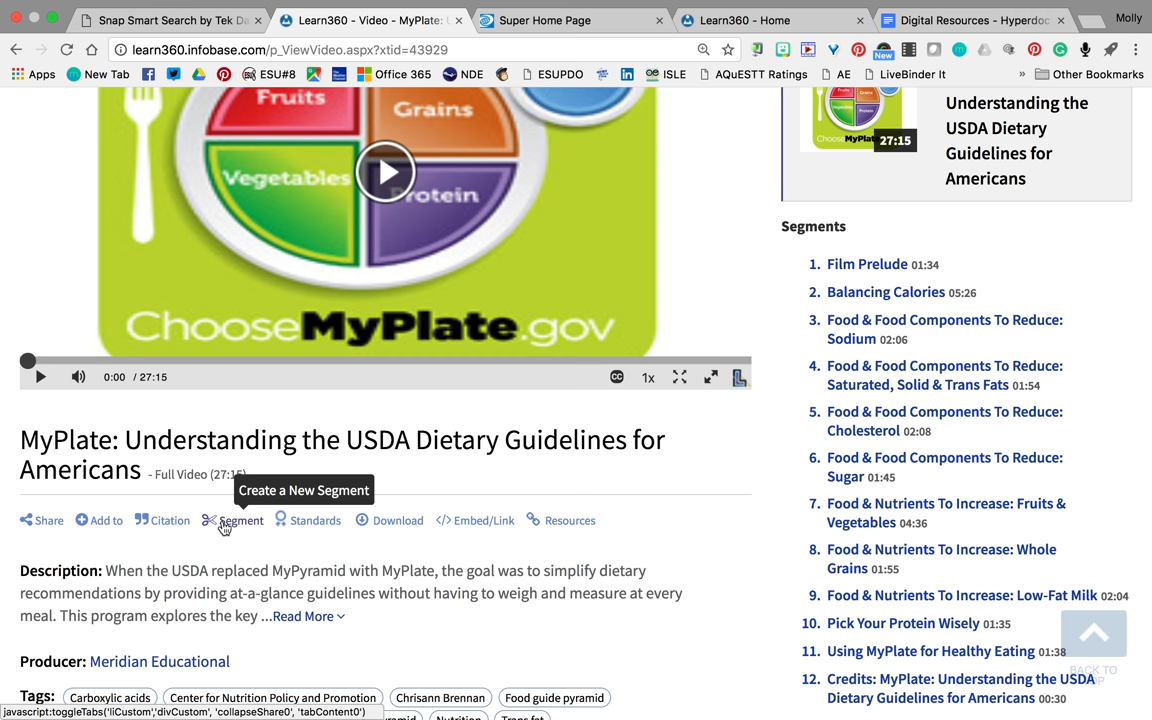 Snap Smart Search by Tek Da
Learn360 - Video - MyPlate: U
Super Home Page
Learn360 - Home
Digital Resources - Hyperdoc
Molly
learn360.infobase.com/p_ViewVideo.aspx?xtid=43929
New
Apps
New Tab
ESU#8
Office 365
NDE
ESUPDO
ISLE
AQuESTT Ratings
AE
LiveBinder It
»
Other Bookmarks
Fruits
Grains
Vegetables
Protein
ChooseMyPlate.gov
0:00 / 27:15
CC
1x
MyPlate: Understanding the USDA Dietary Guidelines for
Americans - Full Video (27:15)
Create a New Segment
Share
Add to
Citation
Segment
Standards
Download
</> Embed/Link
Resources
Description: When the USDA replaced MyPyramid with MyPlate, the goal was to simplify dietary
recommendations by providing at-a-glance guidelines without having to weigh and measure at every
meal. This program explores the key ...Read More
Producer: Meridian Educational
Tags:
Carboxylic acids
Center for Nutrition Policy and Promotion
Chrisann Brennan
Food guide pyramid
Nutrition
Trans fat
javascript:toggleTabs('liCustom','divCustom', 'collapseShare0', 'tabContent0')
ChooseMyPlate
27:15
Understanding the
USDA Dietary
Guidelines for
Americans
Segments
1. Film Prelude 01:34
2. Balancing Calories 05:26
3. Food & Food Components To Reduce:
Sodium 02:06
4. Food & Food Components To Reduce:
Saturated, Solid & Trans Fats 01:54
5. Food & Food Components To Reduce:
Cholesterol 02:08
6. Food & Food Components To Reduce:
Sugar 01:45
7. Food & Nutrients To Increase: Fruits &
Vegetables 04:36
8. Food & Nutrients To Increase: Whole
Grains 01:55
9. Food & Nutrients To Increase: Low-Fat Milk 02:04
10. Pick Your Protein Wisely 01:35
11. Using MyPlate for Healthy Eating 01:38
12. Credits: MyPlate: Understanding the USDA
Dietary Guidelines for Americans 00:30
BACK TO
TOP